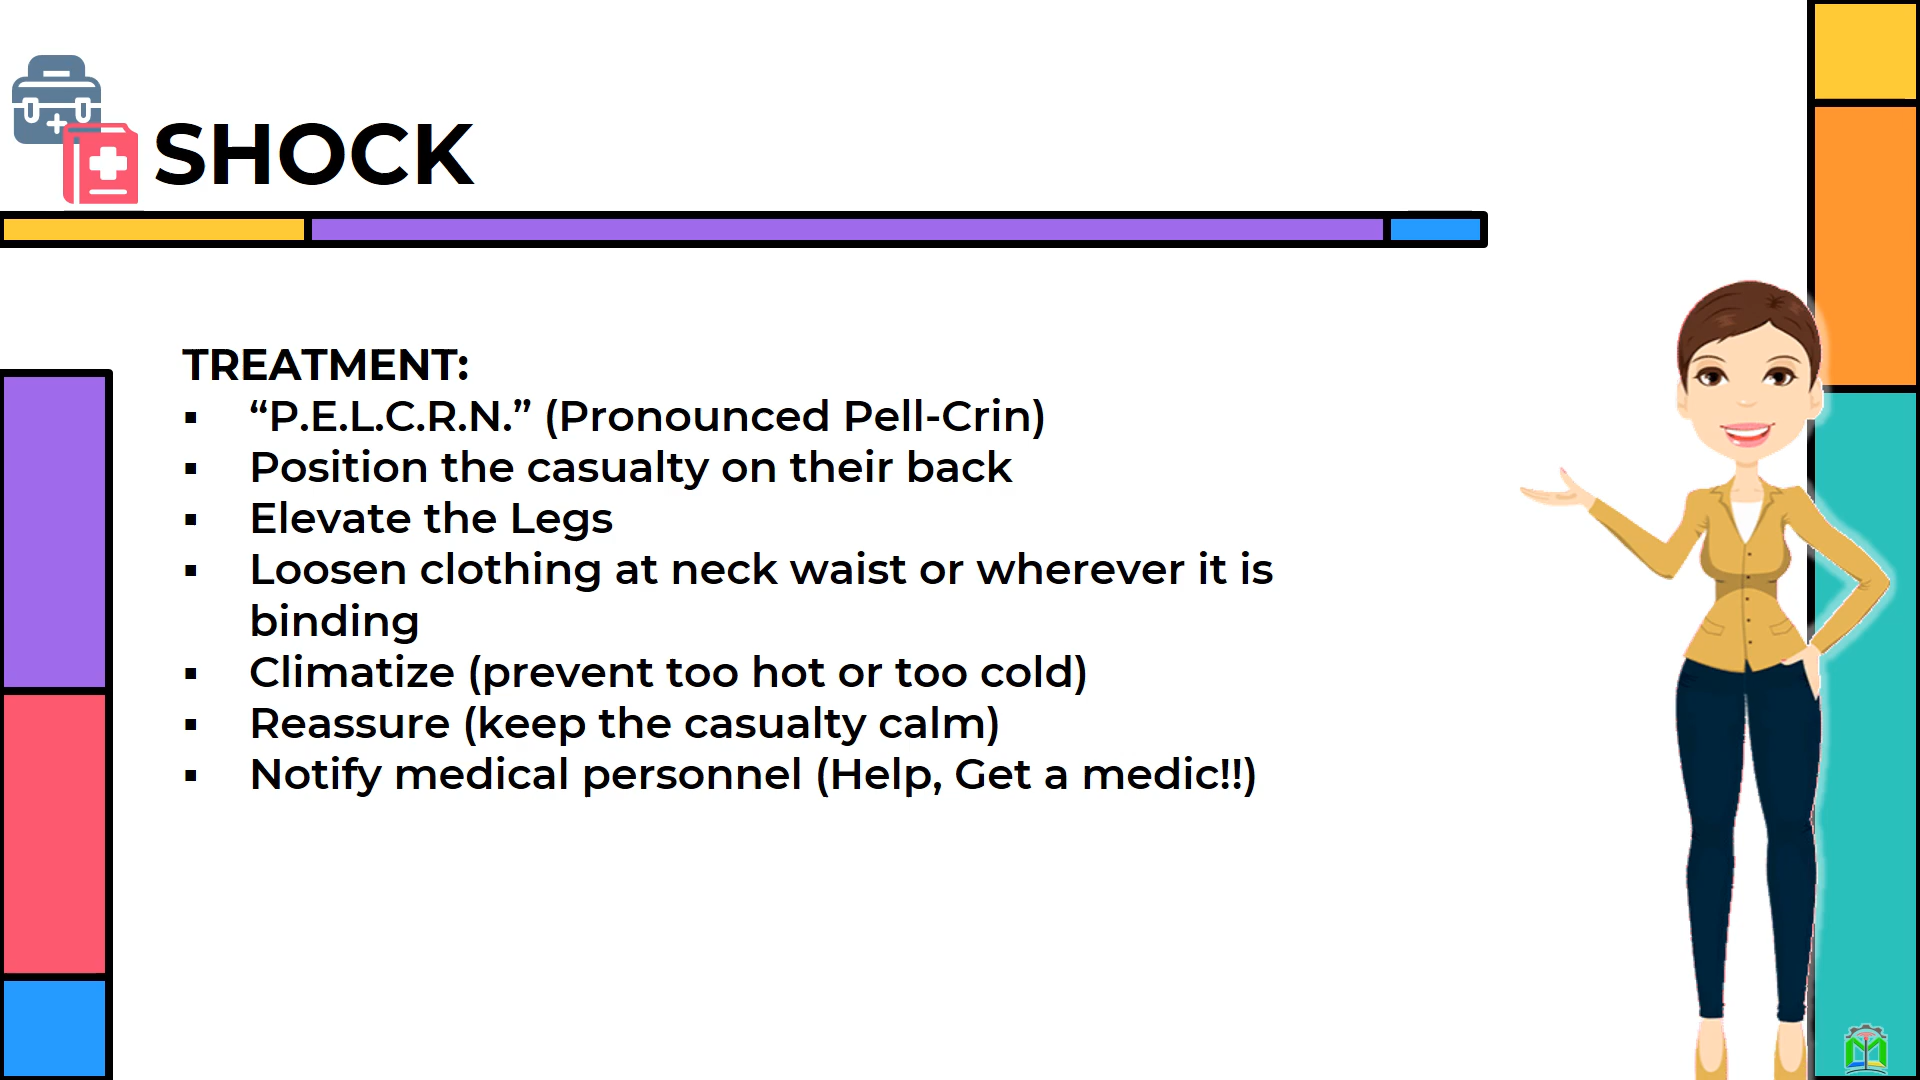 SHOCK
TREATMENT:
▪ “P.E.L.C.R.N.” (Pronounced Pell-Crin)
▪ Position the casualty on their back
▪ Elevate the Legs
▪ Loosen clothing at neck waist or wherever it is
binding
▪ Climatize (prevent too hot or too cold)
▪ Reassure (keep the casualty calm)
▪ Notify medical personnel (Help, Get a medic!!)